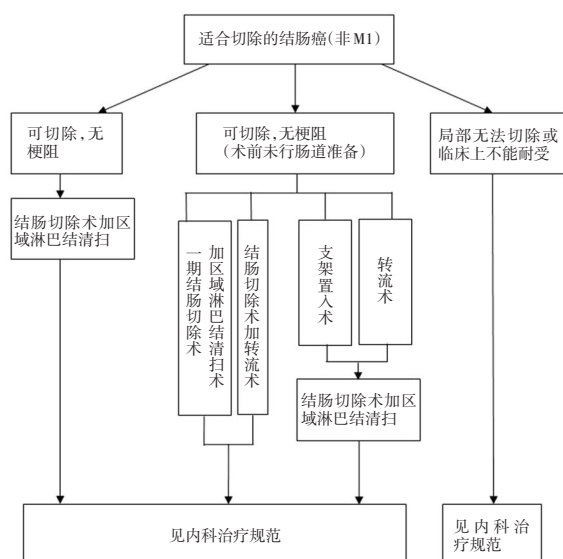 适合切除的结肠癌(非M1)
可切除,无
梗阻
可切除,无梗阻
(术前未行肠道准备)
局部无法切除或
临床上不能耐受
结肠切除术加区
域淋巴结清扫
一期结肠切除术
加区域淋巴结清扫术
结肠切除术加转流术
支架置入术
转流术
结肠切除术加区
域淋巴结清扫
见内科治疗规范
见内科治
疗规范